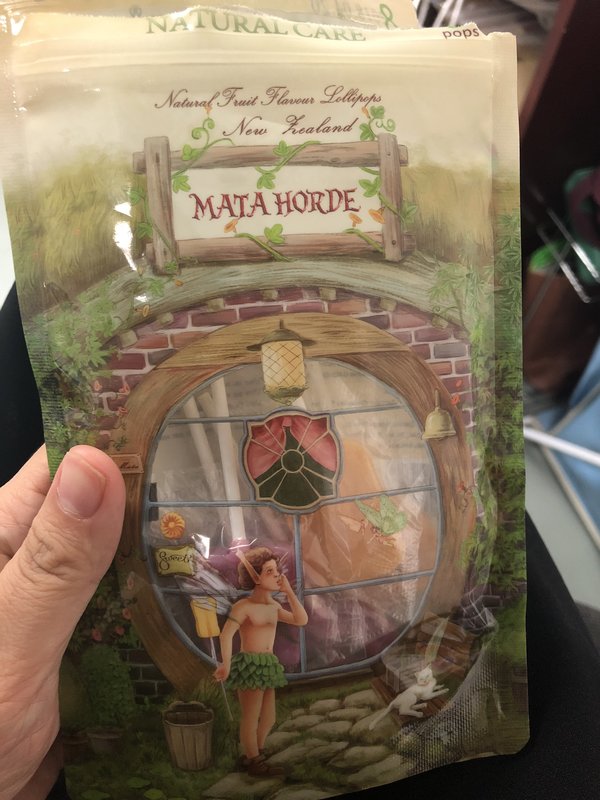 NATURAL CARE
pops
Natural Fruit Flavour Lollipops
New Zealand
MATA HORDE
Sweets